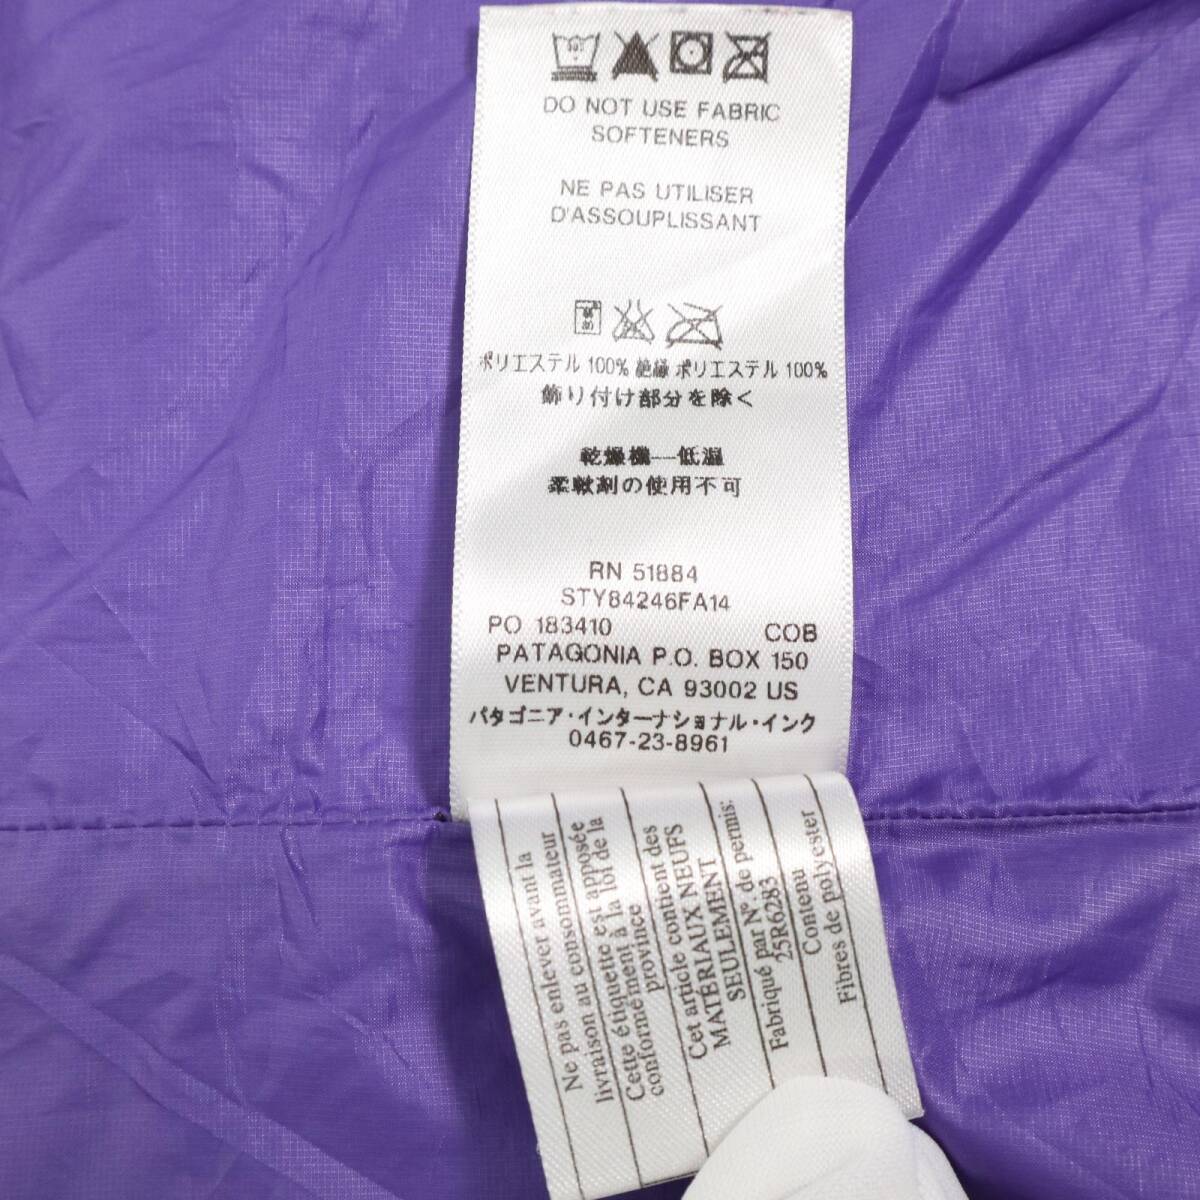 DO NOT USE FABRIC
SOFTENERS
NE PAS UTILISER
D'ASSOUPLISSANT
ポリエステル 100% 絶縁 ポリエステル 100%
飾り付け部分を除く
乾燥機—低温
柔軟剤の使用不可
RN 51884
STY84246FA14
PO 183410 COB
PATAGONIA P.O. BOX 150
VENTURA, CA 93002 US
パタゴニア・インターナショナル・インク
0467-23-8961
Ne pas enlever avant la
livraison au consommateur
Cette étiquette est apposée
conformément à la loi de la
province
Cet article contient des
MATÉRIAUX NEUFS
SEULEMENT
Fabriqué par Nº de permis:
25R6283
Contenu
Fibres de polyester